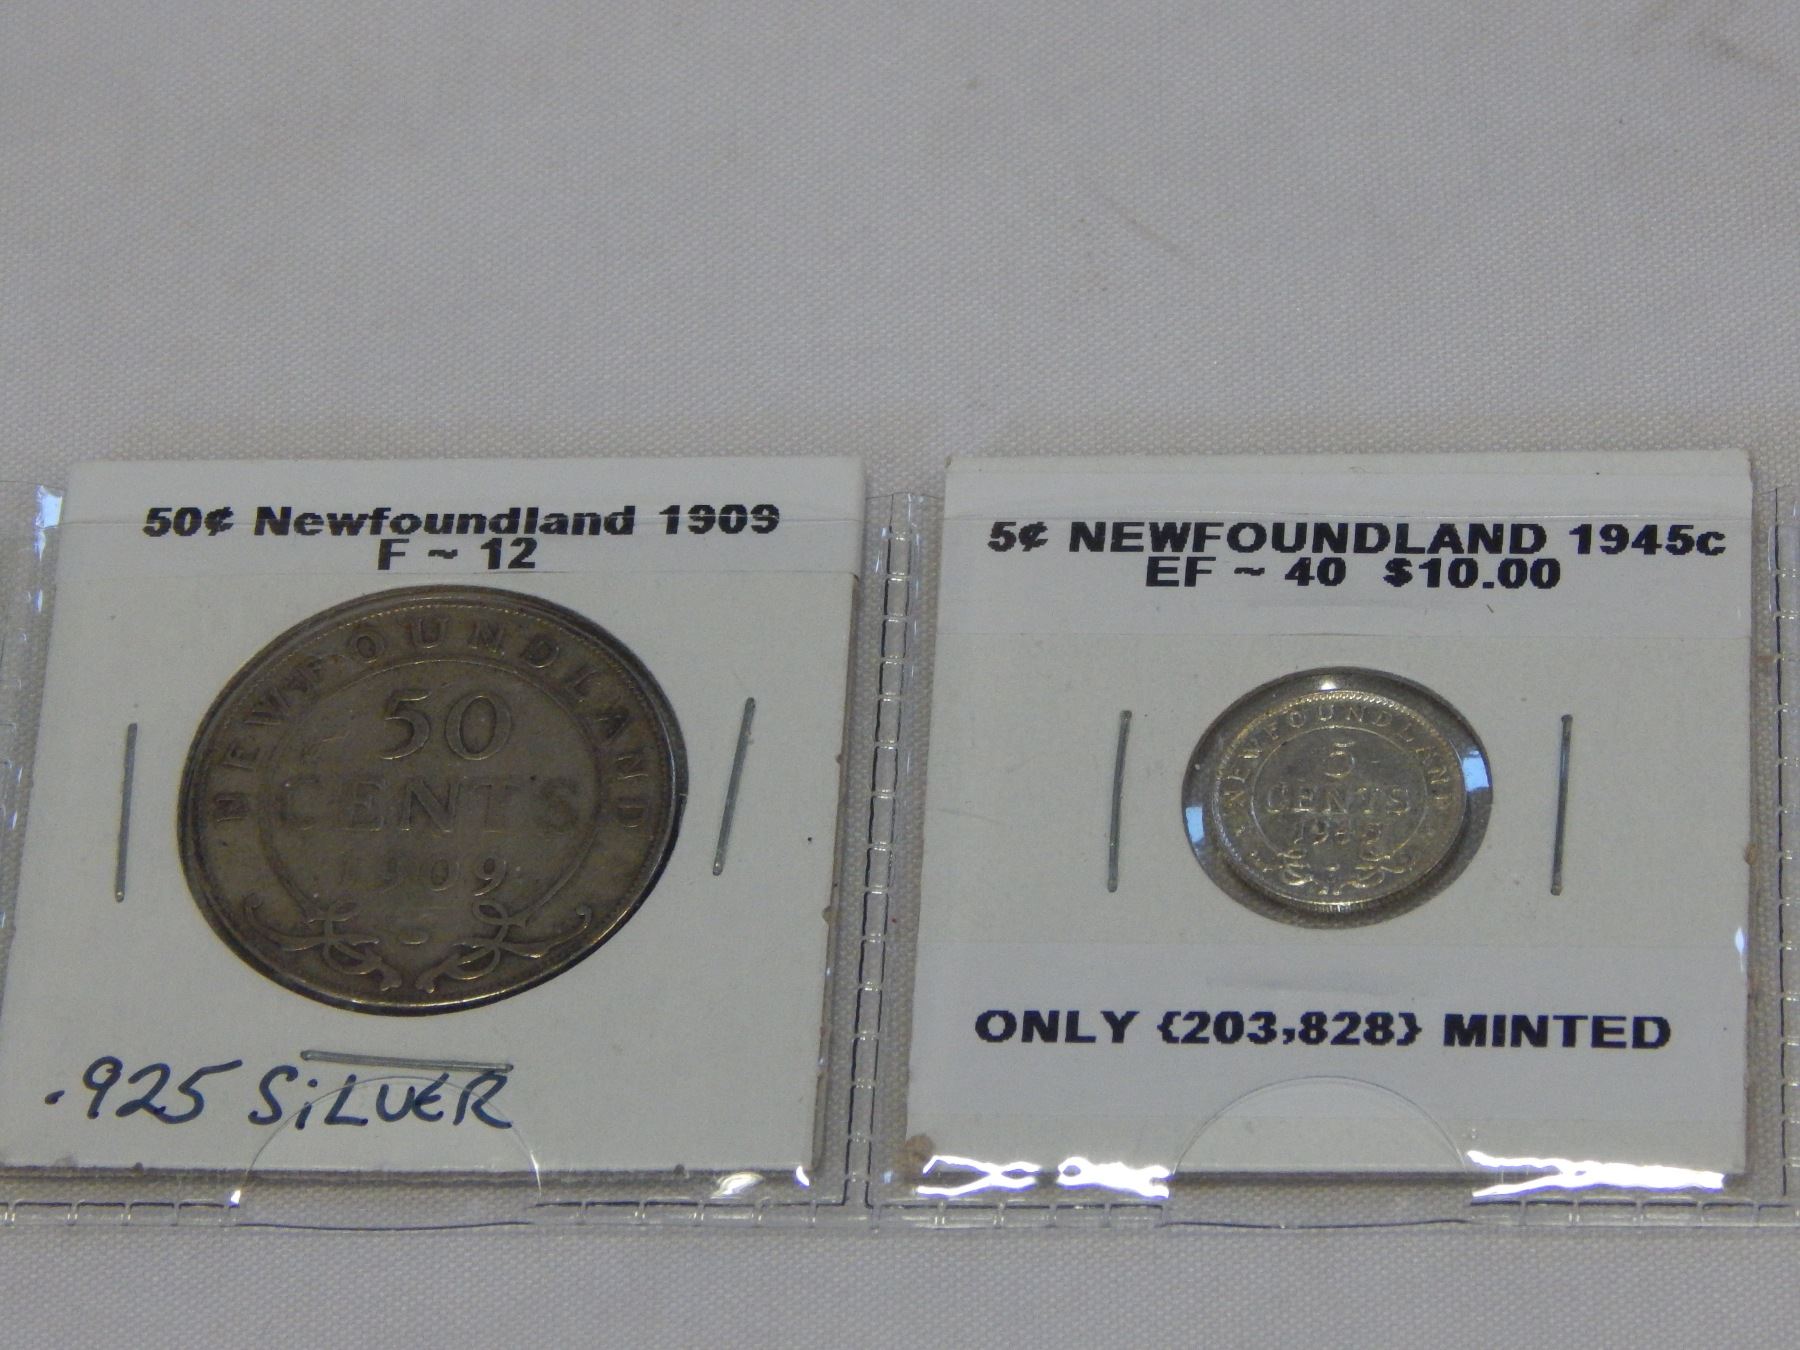 50¢ Newfoundland 1909
F ~ 12
NEWFOUNDLAND
50
CENTS
1909
.925 SiLVER
5¢ NEWFOUNDLAND 1945c
EF ~ 40 $10.00
NEWFOUNDLAND
5
CENTS
1945
ONLY {203,828} MINTED